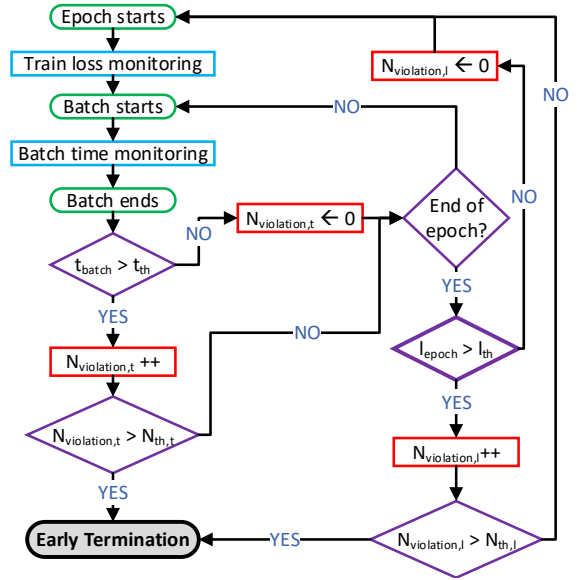 Epoch starts
Train loss monitoring
N_violation,l ← 0
NO
Batch starts
NO
Batch time monitoring
NO
Batch ends
N_violation,t ← 0
End of
epoch?
NO
t_batch > t_th
YES
YES
NO
N_violation,t ++
l_epoch > l_th
YES
N_violation,t > N_th,t
N_violation,l++
YES
Early Termination
YES
N_violation,l > N_th,l